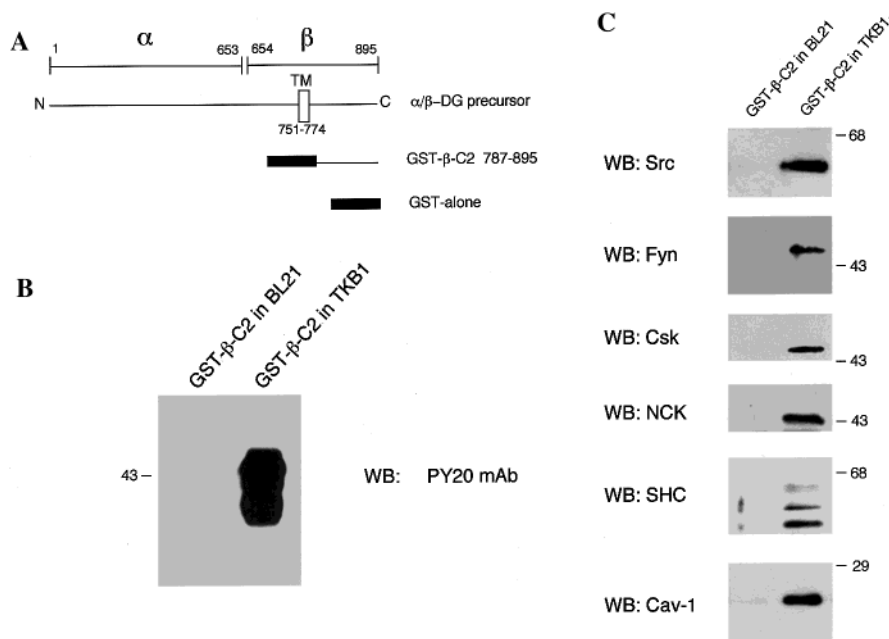 A
1 α 653 654 β 895
TM
N C α/β–DG precursor
751-774
GST-β-C2 787-895
GST-alone
B
GST-β-C2 in BL21
GST-β-C2 in TKB1
43
WB: PY20 mAb
C
GST-β-C2 in BL21
GST-β-C2 in TKB1
68
WB: Src
WB: Fyn
43
WB: Csk
43
WB: NCK
43
68
WB: SHC
29
WB: Cav-1